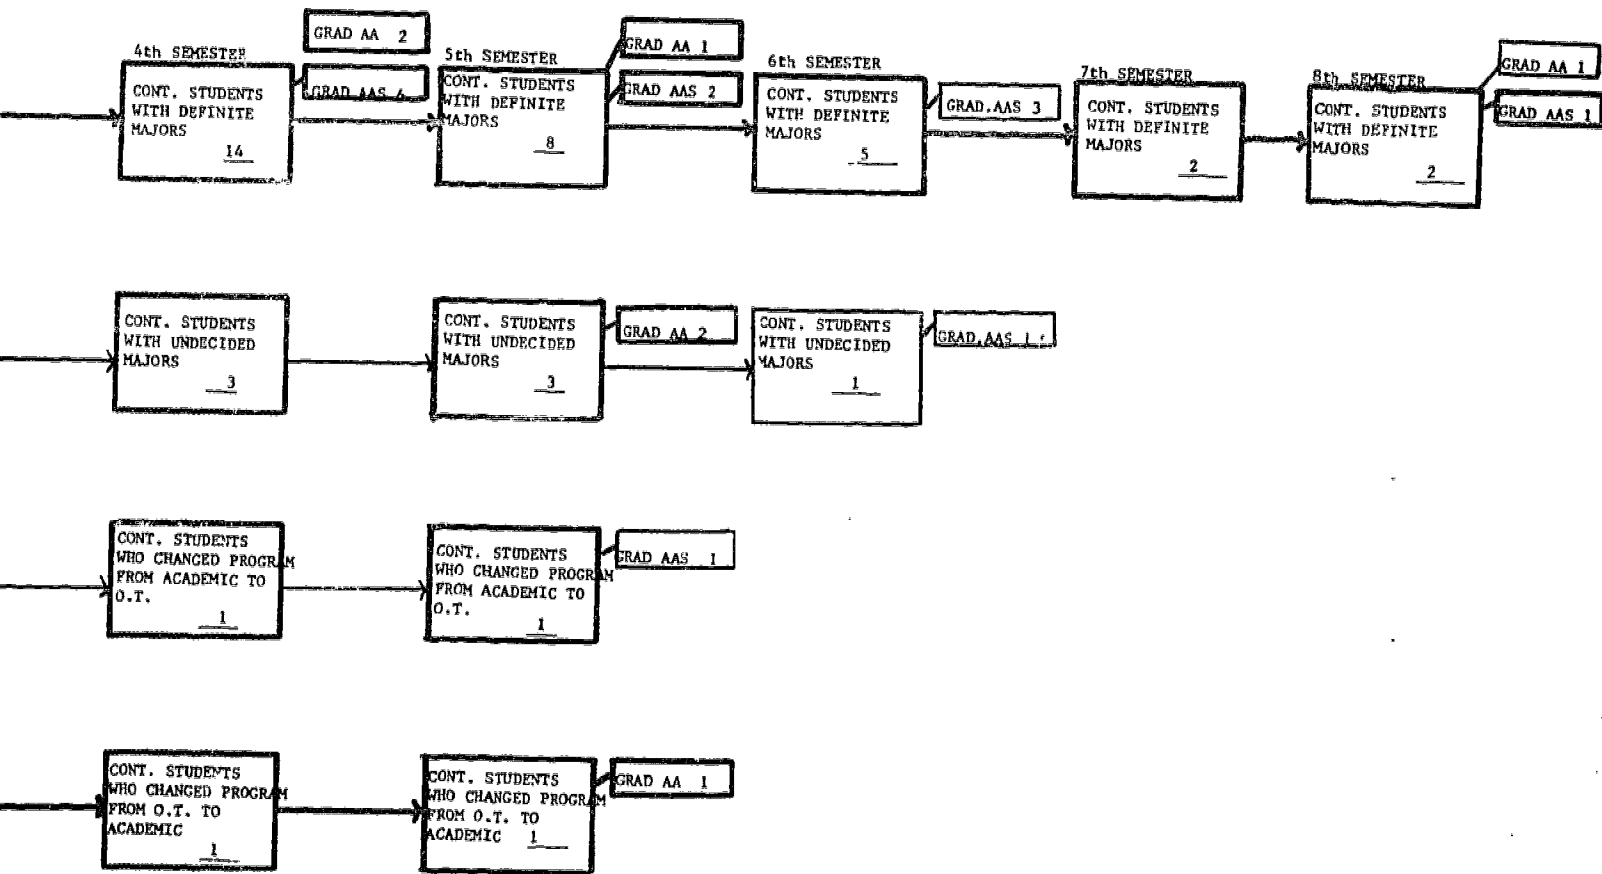 4th SEMESTER
CONT. STUDENTS
WITH DEFINITE
MAJORS
14
GRAD AA 2
GRAD AAS
5th SEMESTER
CONT. STUDENTS
WITH DEFINITE
MAJORS
8
GRAD AA 1
GRAD AAS 2
6th SEMESTER
CONT. STUDENTS
WITH DEFINITE
MAJORS
5
GRAD.AAS 3
7th SEMESTER
CONT. STUDENTS
WITH DEFINITE
MAJORS
2
8th SEMESTER
CONT. STUDENTS
WITH DEFINITE
MAJORS
2
GRAD AA 1
GRAD AAS 1
CONT. STUDENTS
WITH UNDECIDED
MAJORS
3
CONT. STUDENTS
WITH UNDECIDED
MAJORS
3
GRAD AA 2
CONT. STUDENTS
WITH UNDECIDED
MAJORS
1
GRAD.AAS 1
CONT. STUDENTS
WHO CHANGED PROGRAM
FROM ACADEMIC TO
O.T.
1
CONT. STUDENTS
WHO CHANGED PROGRAM
FROM ACADEMIC TO
O.T.
1
GRAD AAS 1
CONT. STUDENTS
WHO CHANGED PROGRAM
FROM O.T. TO
ACADEMIC
1
CONT. STUDENTS
WHO CHANGED PROGRAM
FROM O.T. TO
ACADEMIC 1
GRAD AA 1